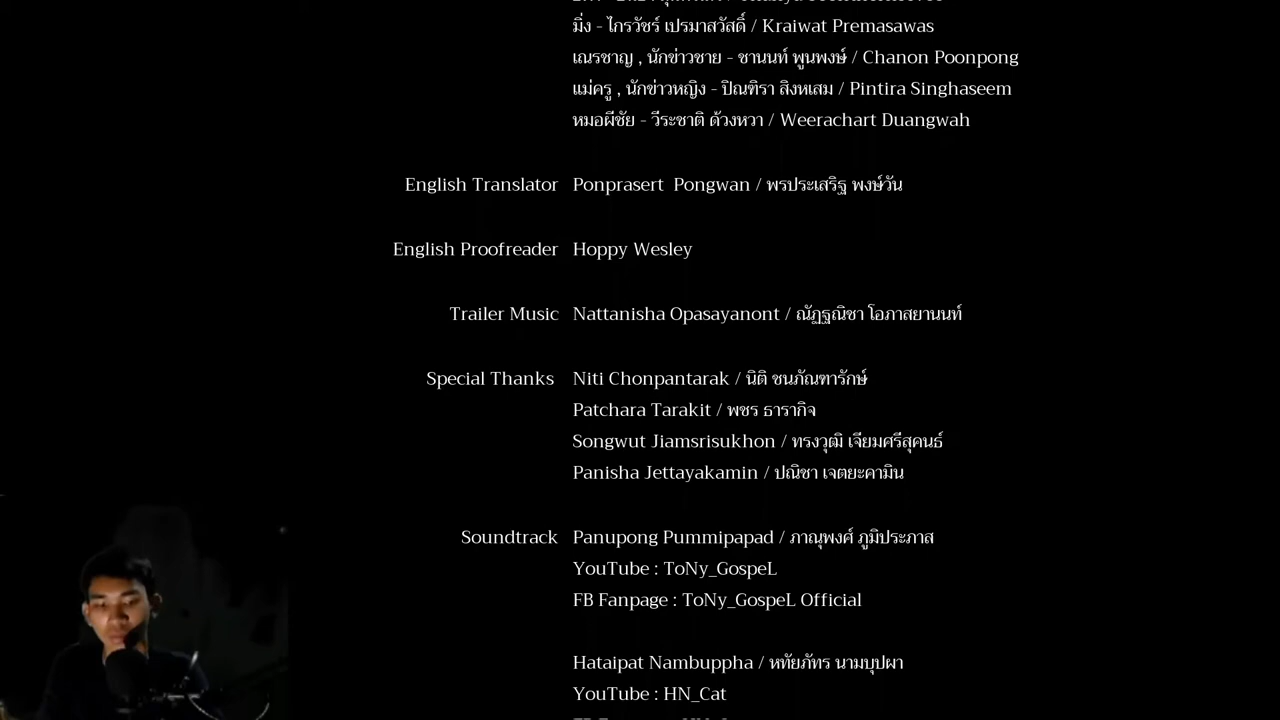 มิ่ง - ไกรวัชร์ เปรมาสวัสดิ์ / Kraiwat Premasawas
เณรชาญ , นักข่าวชาย - ชานนท์ พูนพงษ์ / Chanon Poonpong
แม่ครู , นักข่าวหญิง - ปิณฑิรา สิงหเสม / Pintira Singhaseem
หมอผีชัย - วีระชาติ ด้วงหวา / Weerachart Duangwah
English Translator Ponprasert Pongwan / พรประเสริฐ พงษ์วัน
English Proofreader Hoppy Wesley
Trailer Music Nattanisha Opasayanont / ณัฏฐณิชา โอภาสยานนท์
Special Thanks Niti Chonpantarak / นิติ ชนภัณฑารักษ์
Patchara Tarakit / พชร ธารากิจ
Songwut Jiamsrisukhon / ทรงวุฒิ เจียมศรีสุคนธ์
Panisha Jettayakamin / ปณิชา เจตยะคามิน
Soundtrack Panupong Pummipapad / ภาณุพงศ์ ภูมิประภาส
YouTube : ToNy_GospeL
FB Fanpage : ToNy_GospeL Official
Hataipat Nambuppha / หทัยภัทร นามบุปผา
YouTube : HN_Cat